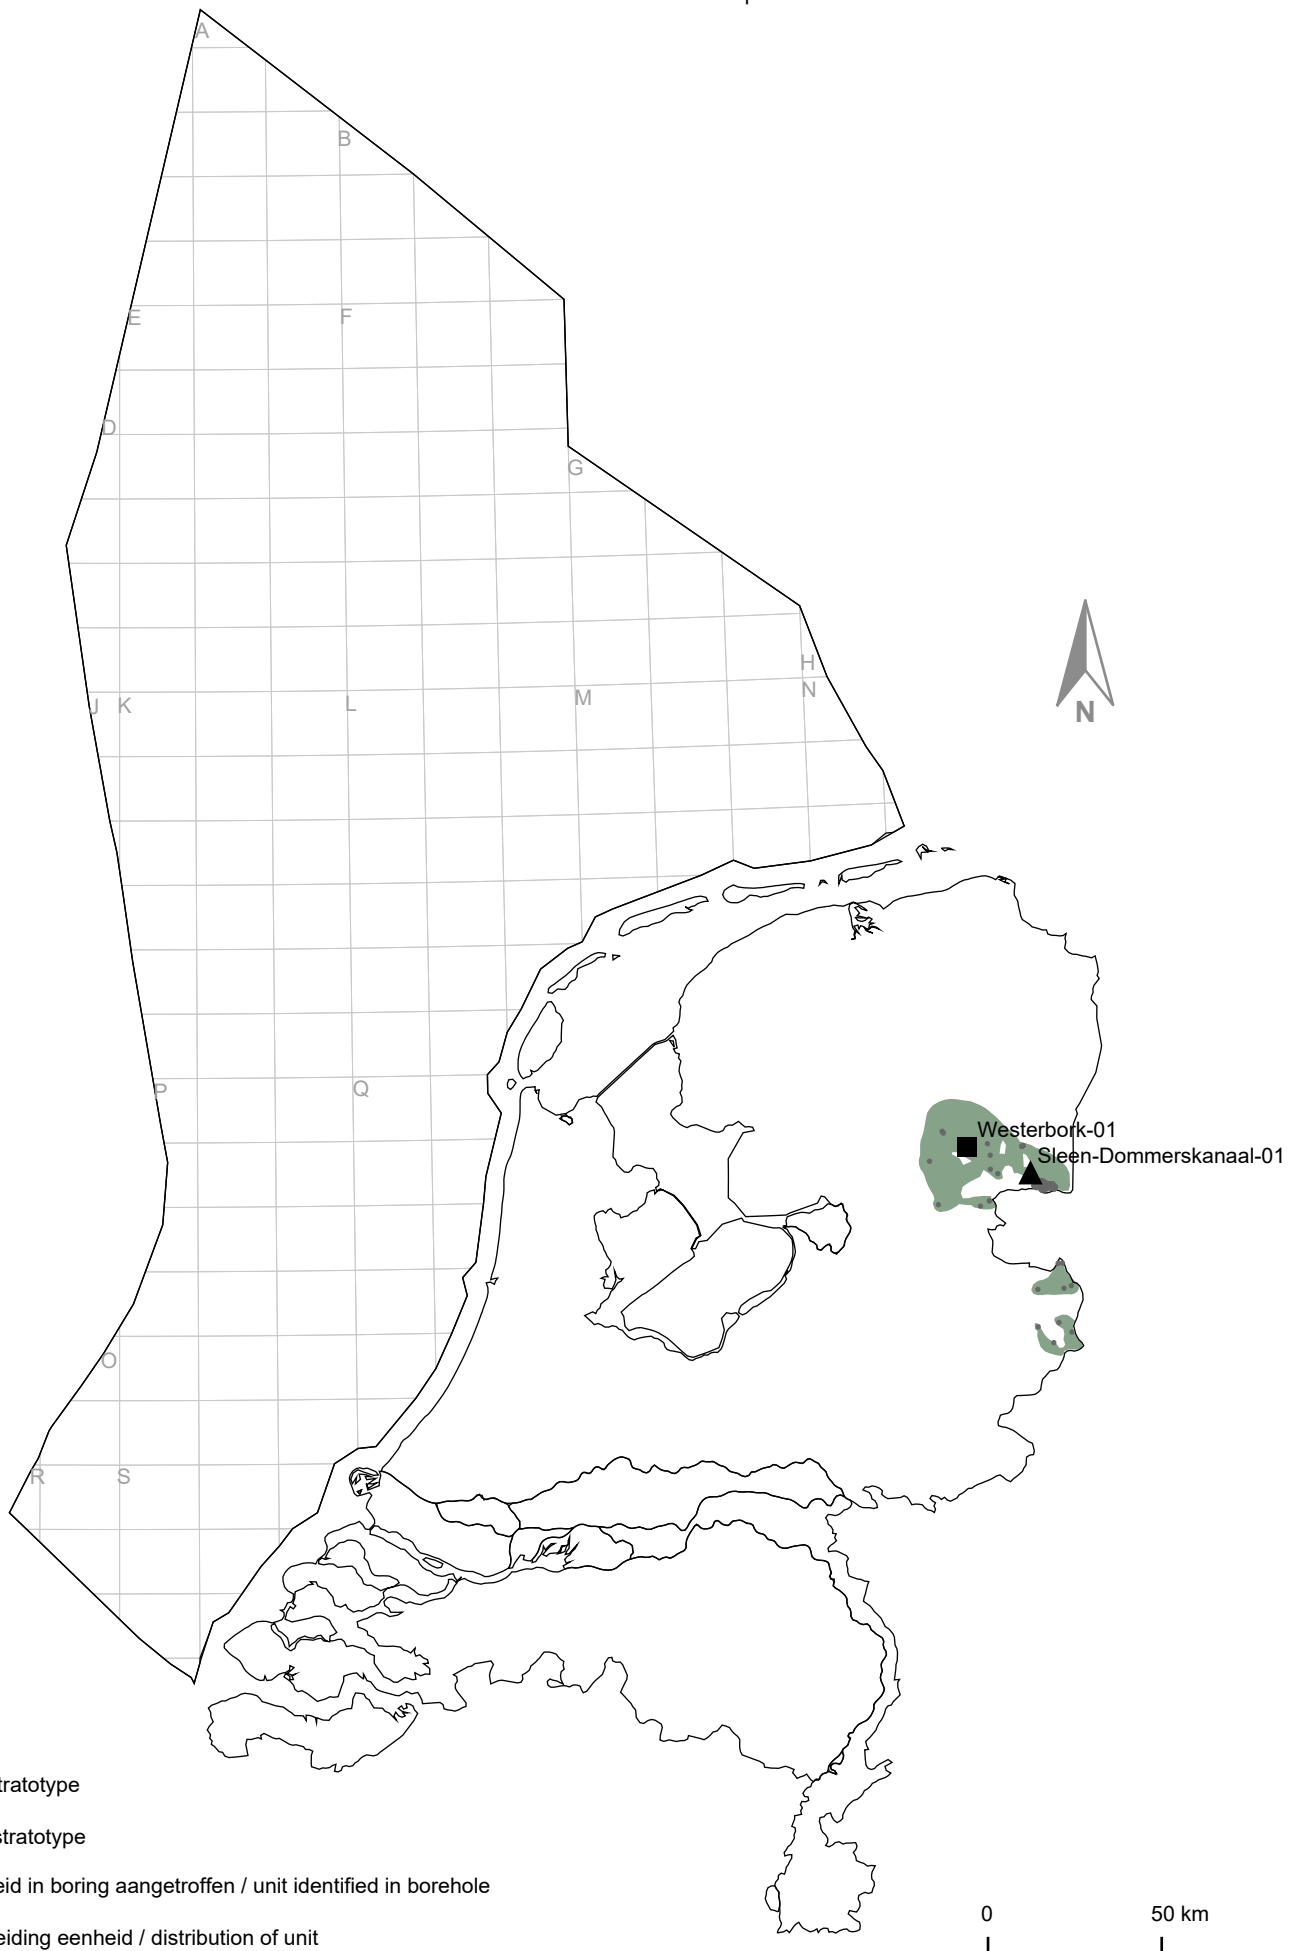 A
B
E
F
D
G
H
N
J K
L
M
N
P
Q
Westerbork-01
Sleen-Dommerskanaal-01
O
R
S
tratotype
stratotype
eid in boring aangetroffen / unit identified in borehole
eiding eenheid / distribution of unit
0
50 km